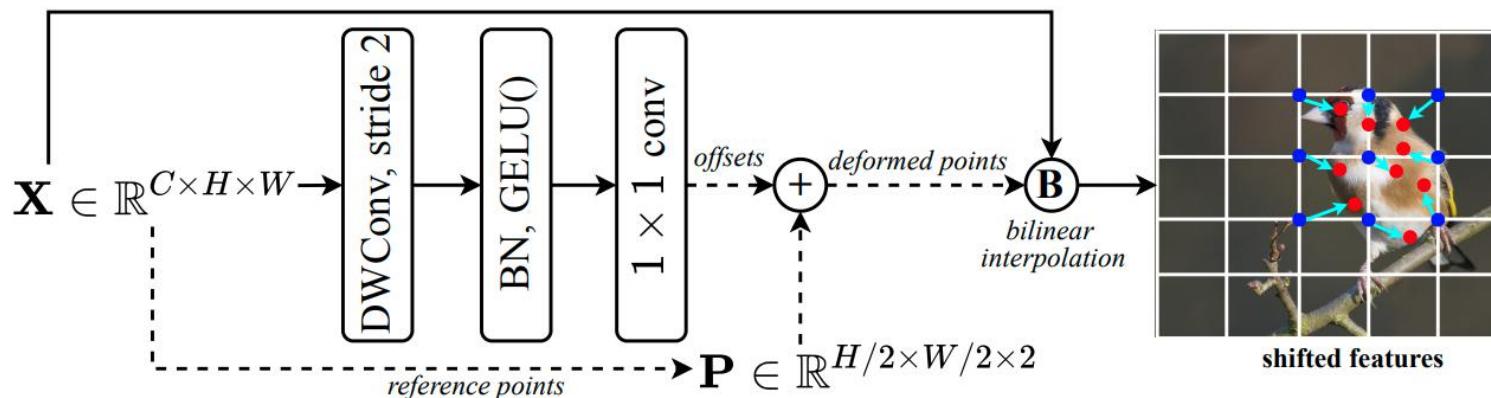 X ∈ ℝ^{C×H×W}
DWConv, stride 2
BN, GELU()
1 × 1 conv
offsets
+
deformed points
B
bilinear
interpolation
reference points
P ∈ ℝ^{H/2×W/2×2}
shifted features